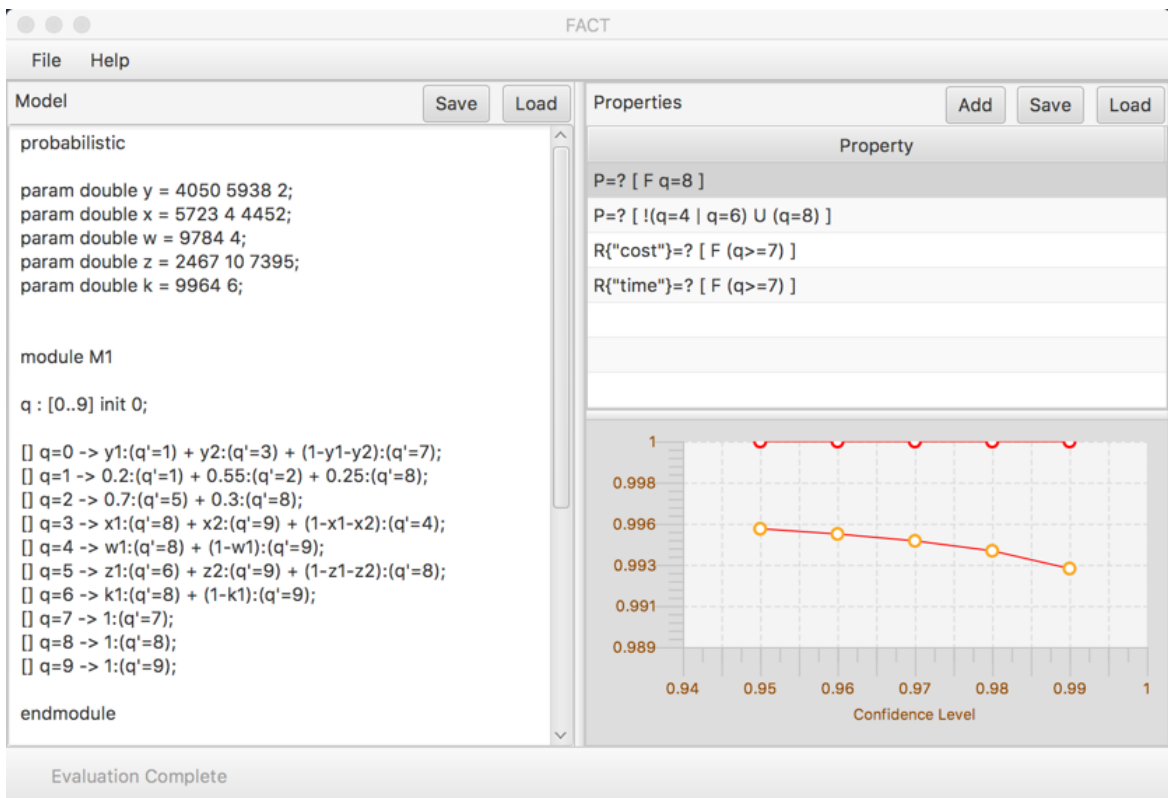 FACT
File Help
Model Save Load
probabilistic
param double y = 4050 5938 2;
param double x = 5723 4 4452;
param double w = 9784 4;
param double z = 2467 10 7395;
param double k = 9964 6;
module M1
q : [0..9] init 0;
[] q=0 -> y1:(q'=1) + y2:(q'=3) + (1-y1-y2):(q'=7);
[] q=1 -> 0.2:(q'=1) + 0.55:(q'=2) + 0.25:(q'=8);
[] q=2 -> 0.7:(q'=5) + 0.3:(q'=8);
[] q=3 -> x1:(q'=8) + x2:(q'=9) + (1-x1-x2):(q'=4);
[] q=4 -> w1:(q'=8) + (1-w1):(q'=9);
[] q=5 -> z1:(q'=6) + z2:(q'=9) + (1-z1-z2):(q'=8);
[] q=6 -> k1:(q'=8) + (1-k1):(q'=9);
[] q=7 -> 1:(q'=7);
[] q=8 -> 1:(q'=8);
[] q=9 -> 1:(q'=9);
endmodule
Properties Add Save Load
Property
P=? [ F q=8 ]
P=? [ !(q=4 | q=6) U (q=8) ]
R{"cost"}=? [ F (q>=7) ]
R{"time"}=? [ F (q>=7) ]
1
0.998
0.996
0.993
0.991
0.989
0.94 0.95 0.96 0.97 0.98 0.99 1
Confidence Level
Evaluation Complete